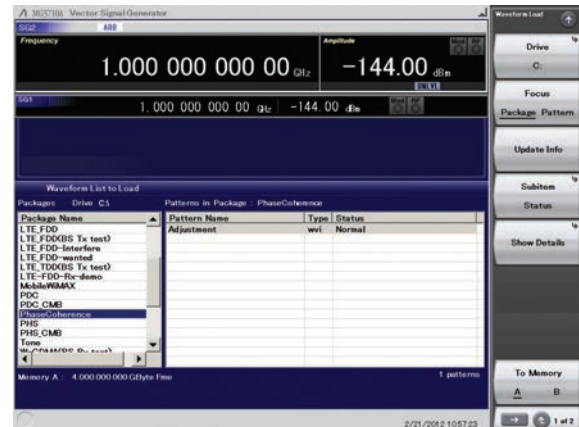 MG3710A Vector Signal Generator
SG2 ARB
Frequency
1.000 000 000 00 GHz
Amplitude
-144.00 dBm
Mod RF
UNLVL
SG1
1. 000 000 000 00 GHz -144. 00 dBm
Waveform List to Load
Packages Drive C:\
Patterns in Package : PhaseCoherence
Package Name
LTE_FDD
LTE_FDD(BS Tx test)
LTE_FDD-Interfere
LTE_FDD-wanted
LTE_TDD(BS Tx test)
LTE-FDD-Rx-demo
MobileWiMAX
PDC
PDC_CMB
PhaseCoherence
PHS
PHS_CMB
Tone
Pattern Name Type Status
Adjustment wvi Normal
Memory A : 4.000 000 000 GByte Free
1 patterns
2/21/2012 10:57:23
Waveform Load
Drive
C:
Focus
Package Pattern
Update Info
Subitem
Status
Show Details
To Memory
A B
1 of 2